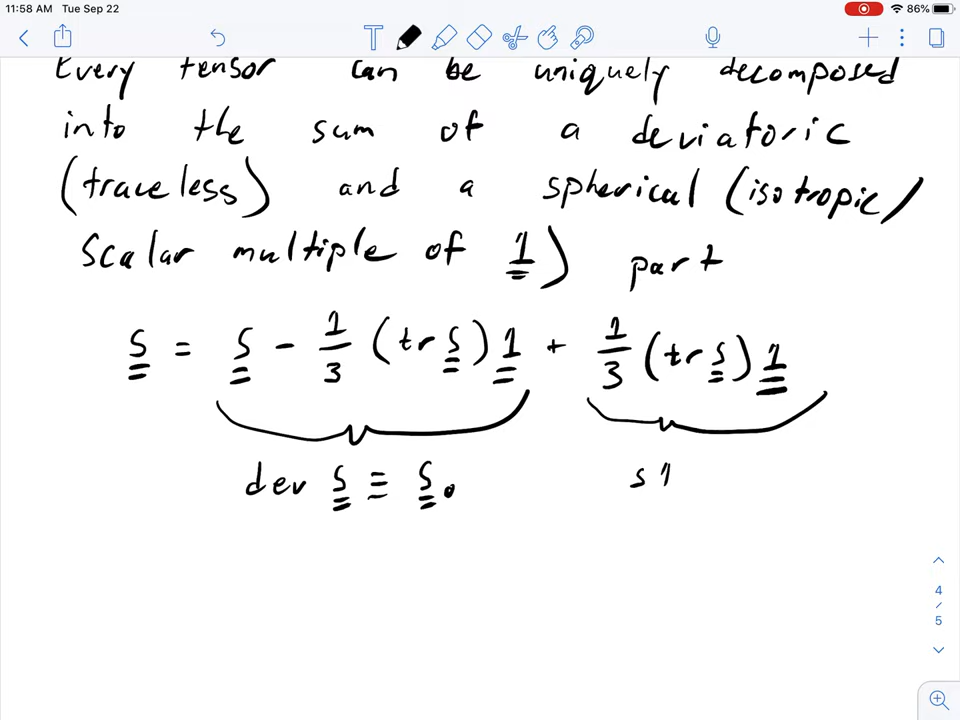 11:58 AM Tue Sep 22 86%
Every tensor can be uniquely decomposed
into the sum of a deviatoric
(traceless) and a spherical (isotropic/
scalar multiple of 1̳) part
S̳ = S̳ - 1/3 (tr S̳) 1̳ + 1/3 (tr S̳) 1̳
dev S̳ ≡ S̳₀ s 1
4
/
5